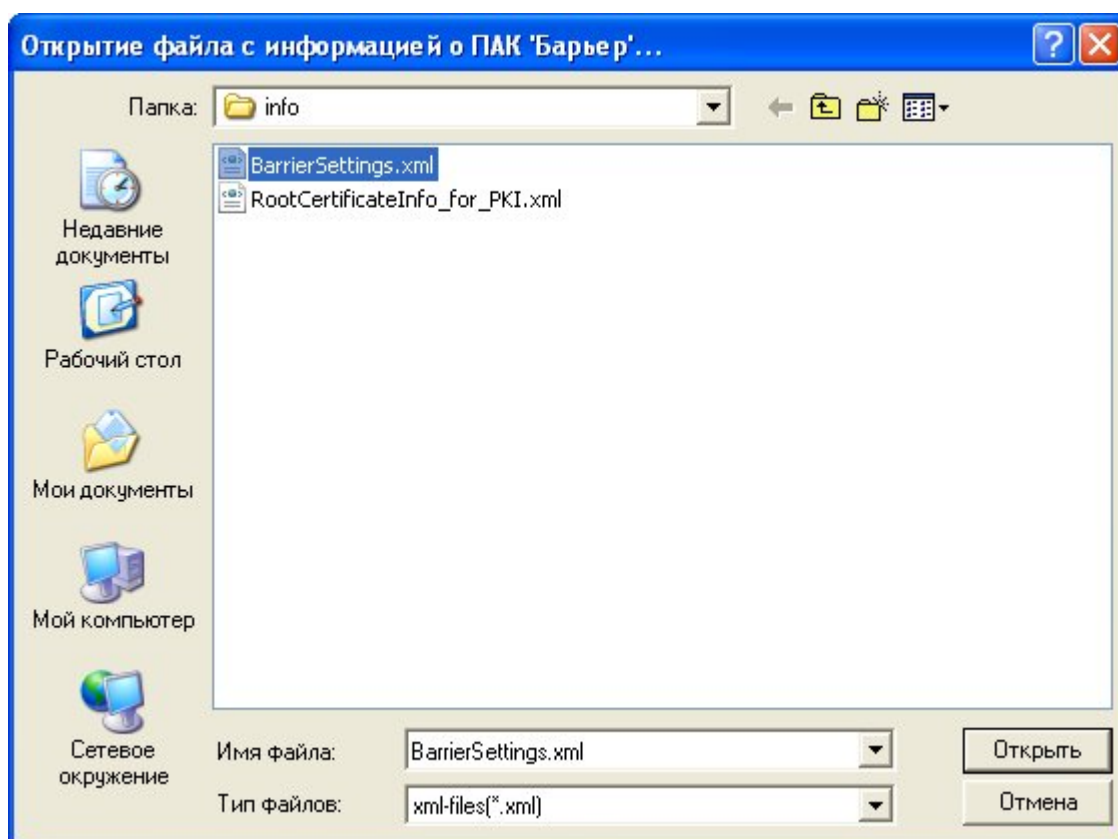 Открытие файла с информацией о ПАК 'Барьер'...
Папка:
info
BarrierSettings.xml
RootCertificateInfo_for_PKI.xml
Недавние
документы
Рабочий стол
Мои документы
Мой компьютер
Сетевое
окружение
Имя файла:
BarrierSettings.xml
Открыть
Тип файлов:
xml-files(*.xml)
Отмена